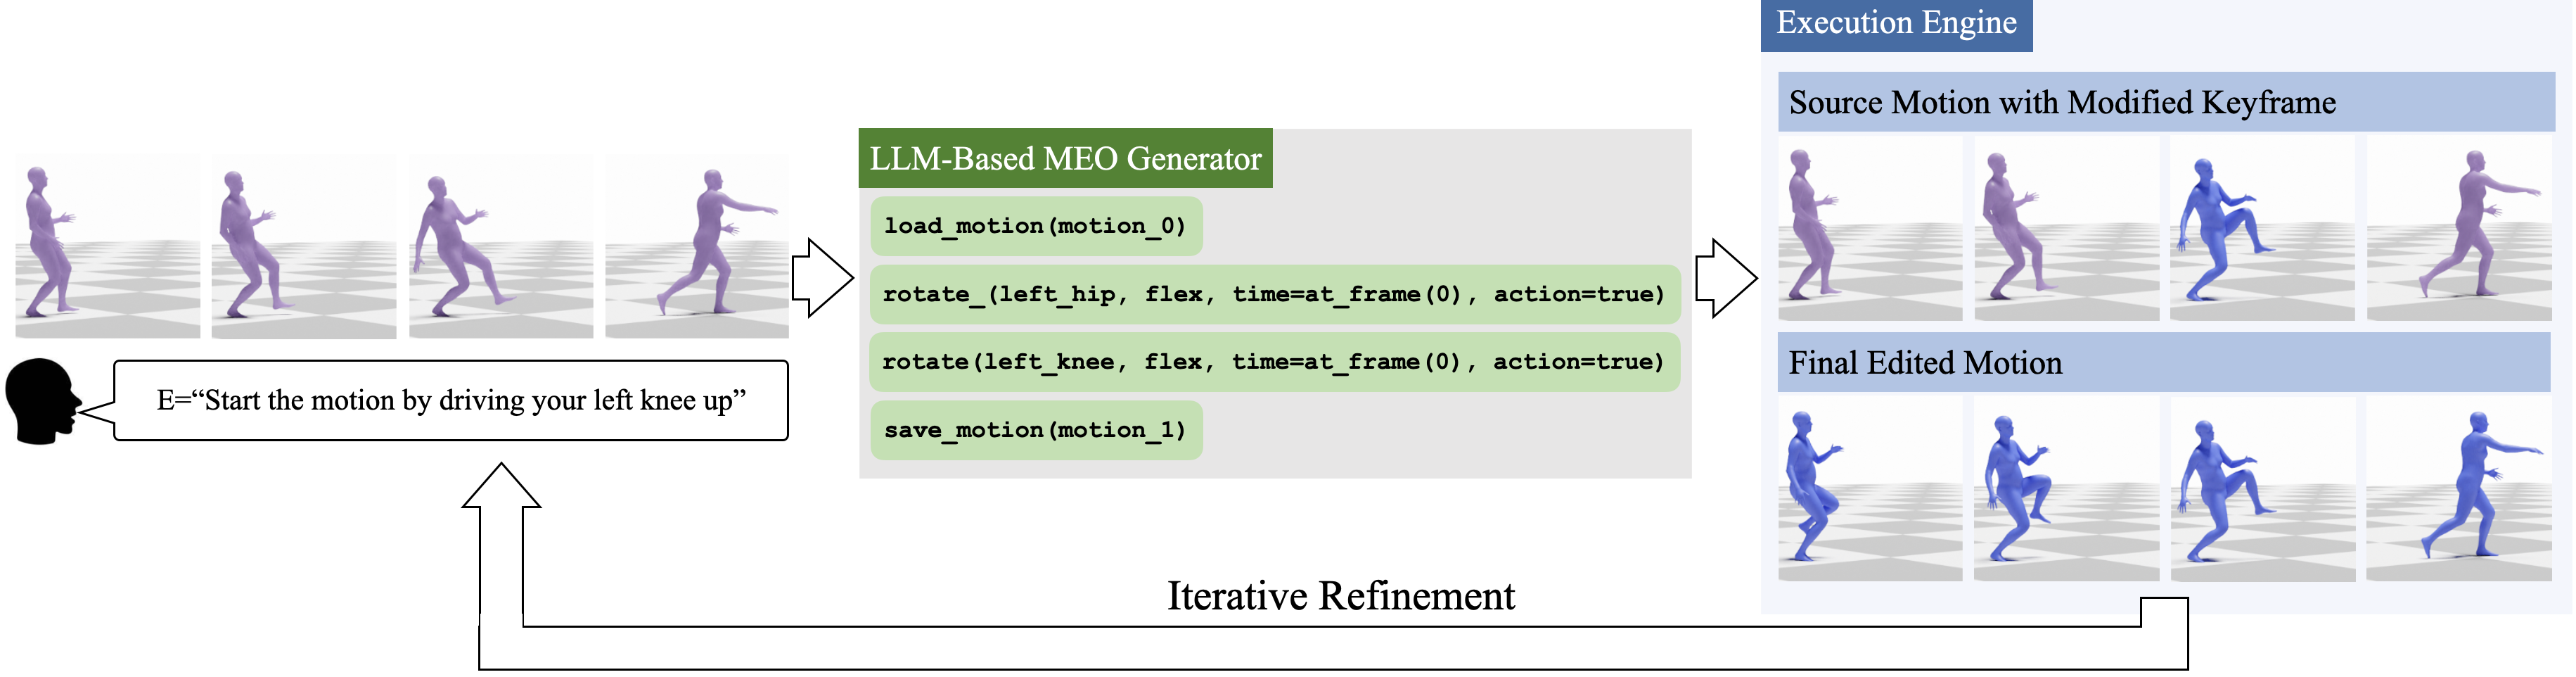 E=“Start the motion by driving your left knee up”
LLM-Based MEO Generator
load_motion(motion_0)
rotate_(left_hip, flex, time=at_frame(0), action=true)
rotate(left_knee, flex, time=at_frame(0), action=true)
save_motion(motion_1)
Execution Engine
Source Motion with Modified Keyframe
Final Edited Motion
Iterative Refinement